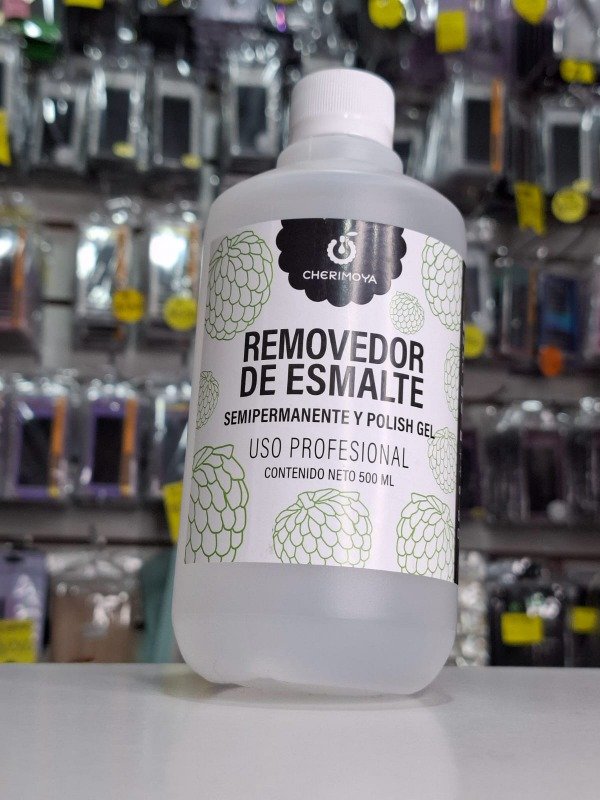 CHERIMOYA
REMOVEDOR
DE ESMALTE
SEMIPERMANENTE Y POLISH GEL
USO PROFESIONAL
CONTENIDO NETO 500 ML